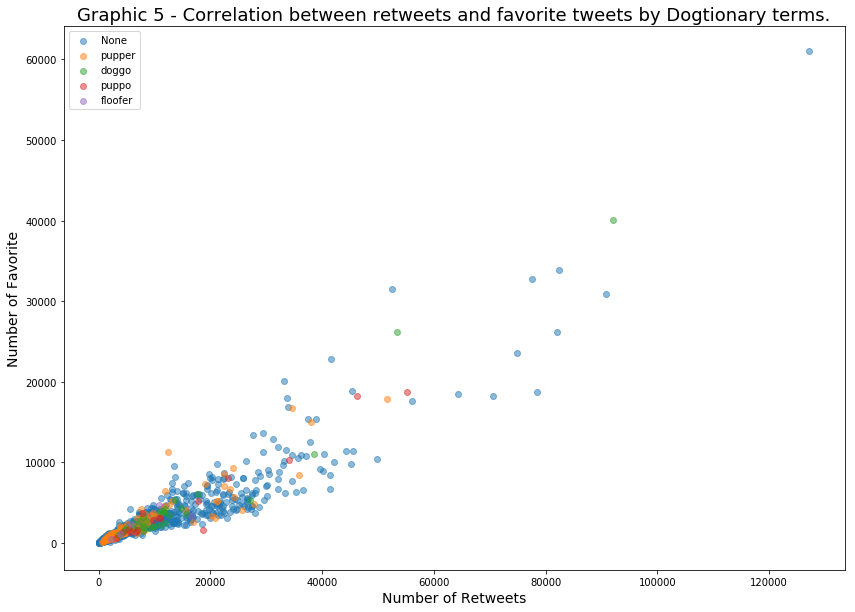 Graphic 5 - Correlation between retweets and favorite tweets by Dogtionary terms.
None
pupper
doggo
puppo
floofer
Number of Favorite
60000
50000
40000
30000
20000
10000
0
0
20000
40000
60000
80000
100000
120000
Number of Retweets